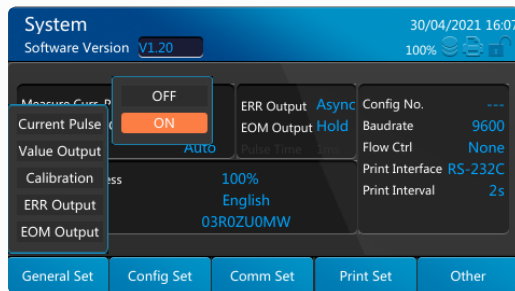 System
30/04/2021 16:07
Software Version V1.20
100%
OFF
ON
Current Pulse
Value Output
Calibration
ERR Output
EOM Output
Auto
ERR Output Async
EOM Output Hold
Pulse Time
Config No. ---
Baudrate 9600
Flow Ctrl None
Print Interface RS-232C
Print Interval 2s
100%
English
03R0ZU0MW
General Set
Config Set
Comm Set
Print Set
Other